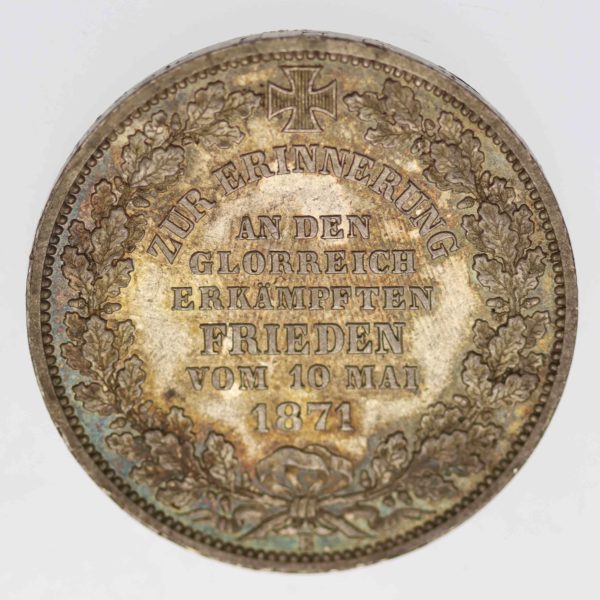 ZUR ERINNERUNG
AN DEN
GLORREICH
ERKÄMPFTEN
FRIEDEN
VOM 10 MAI
1871
B